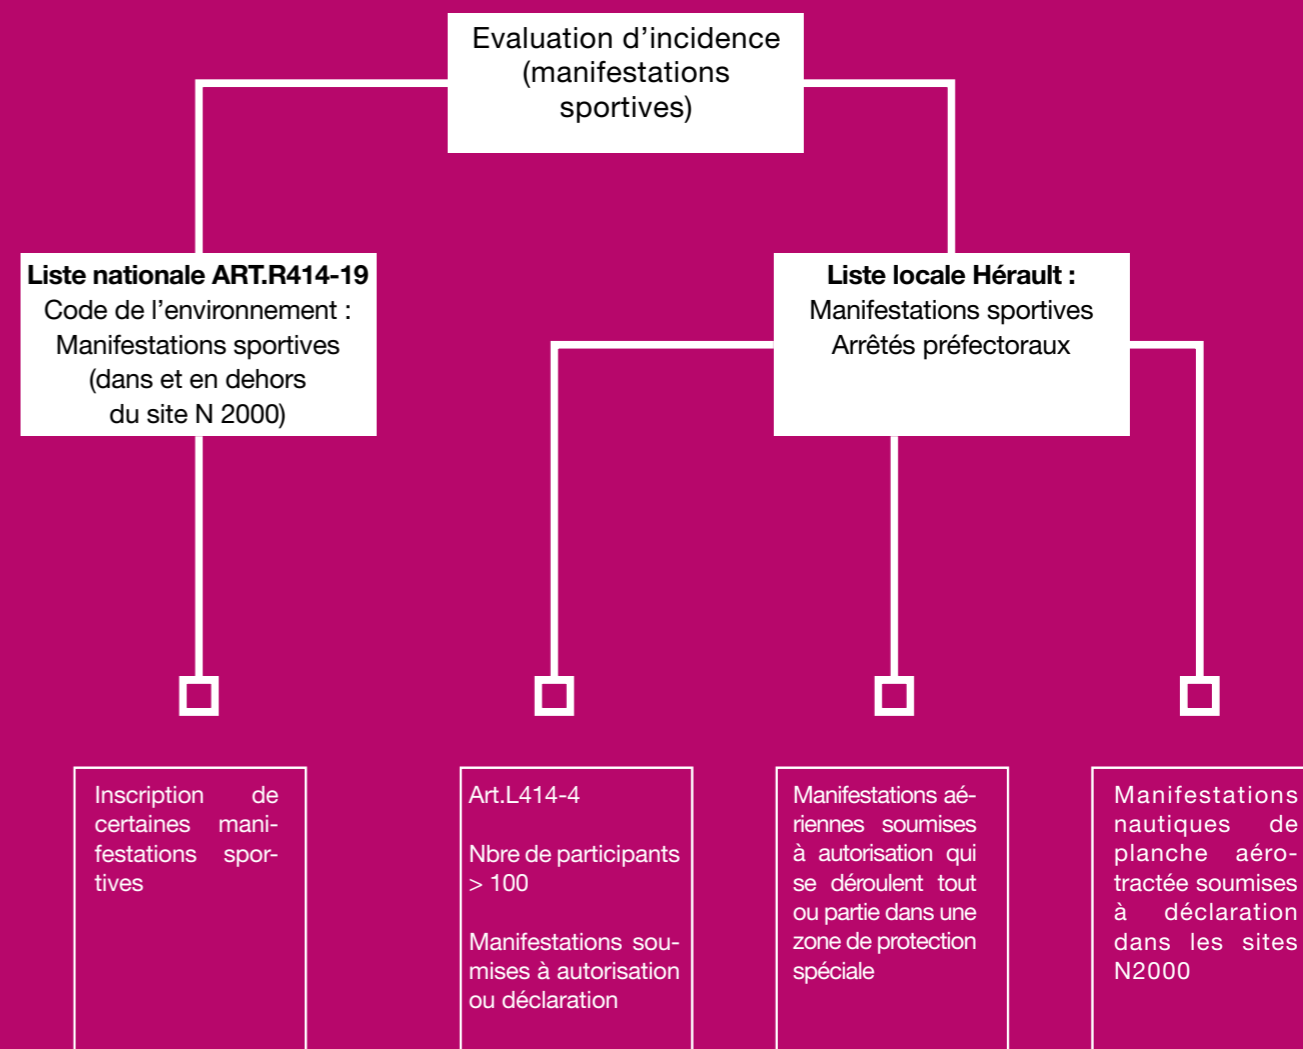 Evaluation d’incidence
(manifestations
sportives)
Liste nationale ART.R414-19
Code de l’environnement :
Manifestations sportives
(dans et en dehors
du site N 2000)
Liste locale Hérault :
Manifestations sportives
Arrêtés préfectoraux
Inscription de
certaines mani-
festations spor-
tives
Art.L414-4
Nbre de participants
> 100
Manifestations sou-
mises à autorisation
ou déclaration
Manifestations aé-
riennes soumises
à autorisation qui
se déroulent tout
ou partie dans une
zone de protection
spéciale
Manifestations
nautiques de
planche aéro-
tractée soumises
à déclaration
dans les sites
N2000